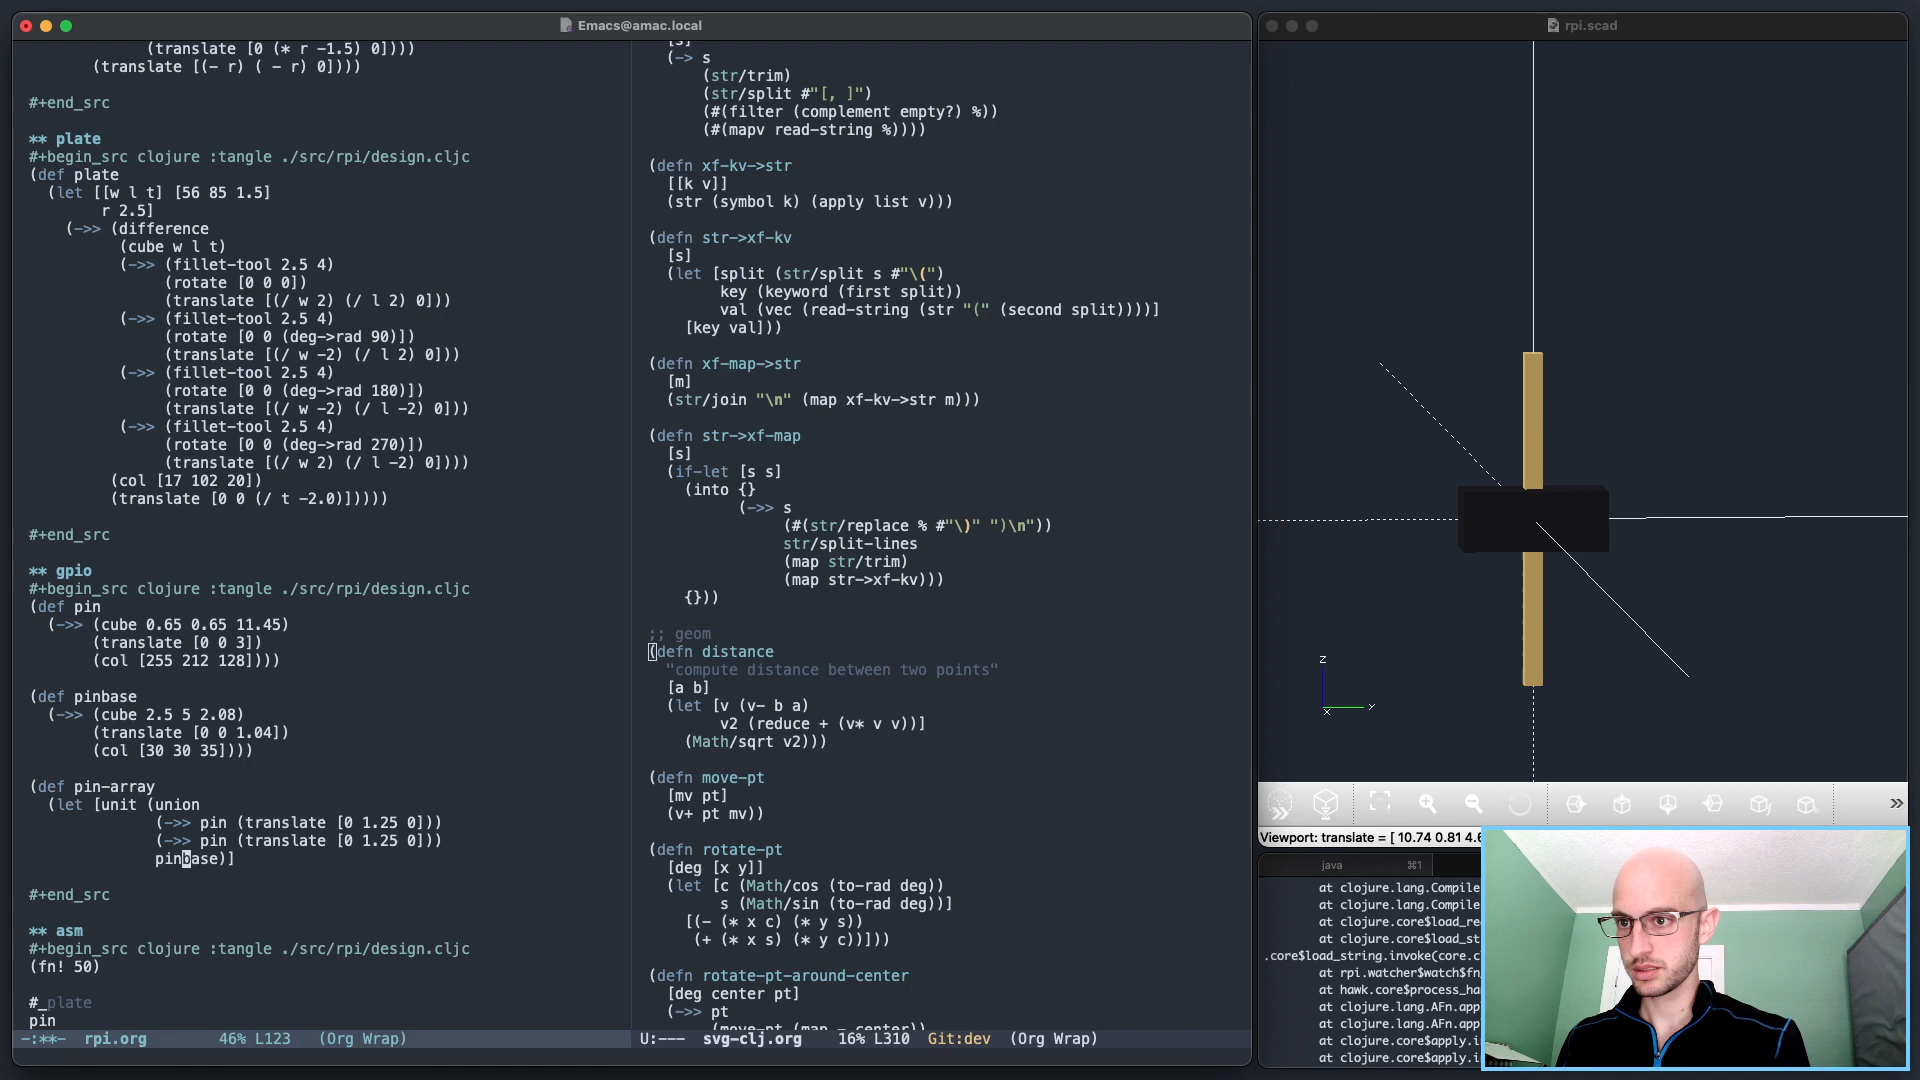 Emacs@amac.local
(translate [0 (* r -1.5) 0])))
(translate [(- r) ( - r) 0])))
#+end_src
** plate
#+begin_src clojure :tangle ./src/rpi/design.cljc
(def plate
(let [[w l t] [56 85 1.5]
r 2.5]
(->> (difference
(cube w l t)
(->> (fillet-tool 2.5 4)
(rotate [0 0 0])
(translate [(/ w 2) (/ l 2) 0]))
(->> (fillet-tool 2.5 4)
(rotate [0 0 (deg->rad 90)])
(translate [(/ w -2) (/ l 2) 0]))
(->> (fillet-tool 2.5 4)
(rotate [0 0 (deg->rad 180)])
(translate [(/ w -2) (/ l -2) 0]))
(->> (fillet-tool 2.5 4)
(rotate [0 0 (deg->rad 270)])
(translate [(/ w 2) (/ l -2) 0])))
(col [17 102 20])
(translate [0 0 (/ t -2.0)]))))
#+end_src
** gpio
#+begin_src clojure :tangle ./src/rpi/design.cljc
(def pin
(->> (cube 0.65 0.65 11.45)
(translate [0 0 3])
(col [255 212 128])))
(def pinbase
(->> (cube 2.5 5 2.08)
(translate [0 0 1.04])
(col [30 30 35])))
(def pin-array
(let [unit (union
(->> pin (translate [0 1.25 0]))
(->> pin (translate [0 1.25 0]))
pinbase)]
#+end_src
** asm
#+begin_src clojure :tangle ./src/rpi/design.cljc
(fn! 50)
#_plate
pin
-:**- rpi.org 46% L123 (Org Wrap)
[s]
(-> s
(str/trim)
(str/split #"[, ]")
(#(filter (complement empty?) %))
(#(mapv read-string %))))
(defn xf-kv->str
[[k v]]
(str (symbol k) (apply list v)))
(defn str->xf-kv
[s]
(let [split (str/split s #"\(")
key (keyword (first split))
val (vec (read-string (str "(" (second split))))]
[key val]))
(defn xf-map->str
[m]
(str/join "\n" (map xf-kv->str m)))
(defn str->xf-map
[s]
(if-let [s s]
(into {}
(->> s
(#(str/replace % #"\)" ")\n"))
str/split-lines
(map str/trim)
(map str->xf-kv)))
{}))
;; geom
(defn distance
"compute distance between two points"
[a b]
(let [v (v- b a)
v2 (reduce + (v* v v))]
(Math/sqrt v2)))
(defn move-pt
[mv pt]
(v+ pt mv))
(defn rotate-pt
[deg [x y]]
(let [c (Math/cos (to-rad deg))
s (Math/sin (to-rad deg))]
[(- (* x c) (* y s))
(+ (* x s) (* y c))]))
(defn rotate-pt-around-center
[deg center pt]
(->> pt
(move-pt (map - center))
U:--- svg-clj.org 16% L310 Git:dev (Org Wrap)
rpi.scad
Z
Y
X
Viewport: translate = [ 10.74 0.81
java ⌘1
at clojure.lang.Compile
at clojure.lang.Compile
at clojure.core$load_re
at clojure.core$load_st
.core$load_string.invoke(core.c
at rpi.watcher$watch$fn
at hawk.core$process_ha
at clojure.lang.AFn.app
at clojure.lang.AFn.app
at clojure.core$apply.i
at clojure.core$apply.i